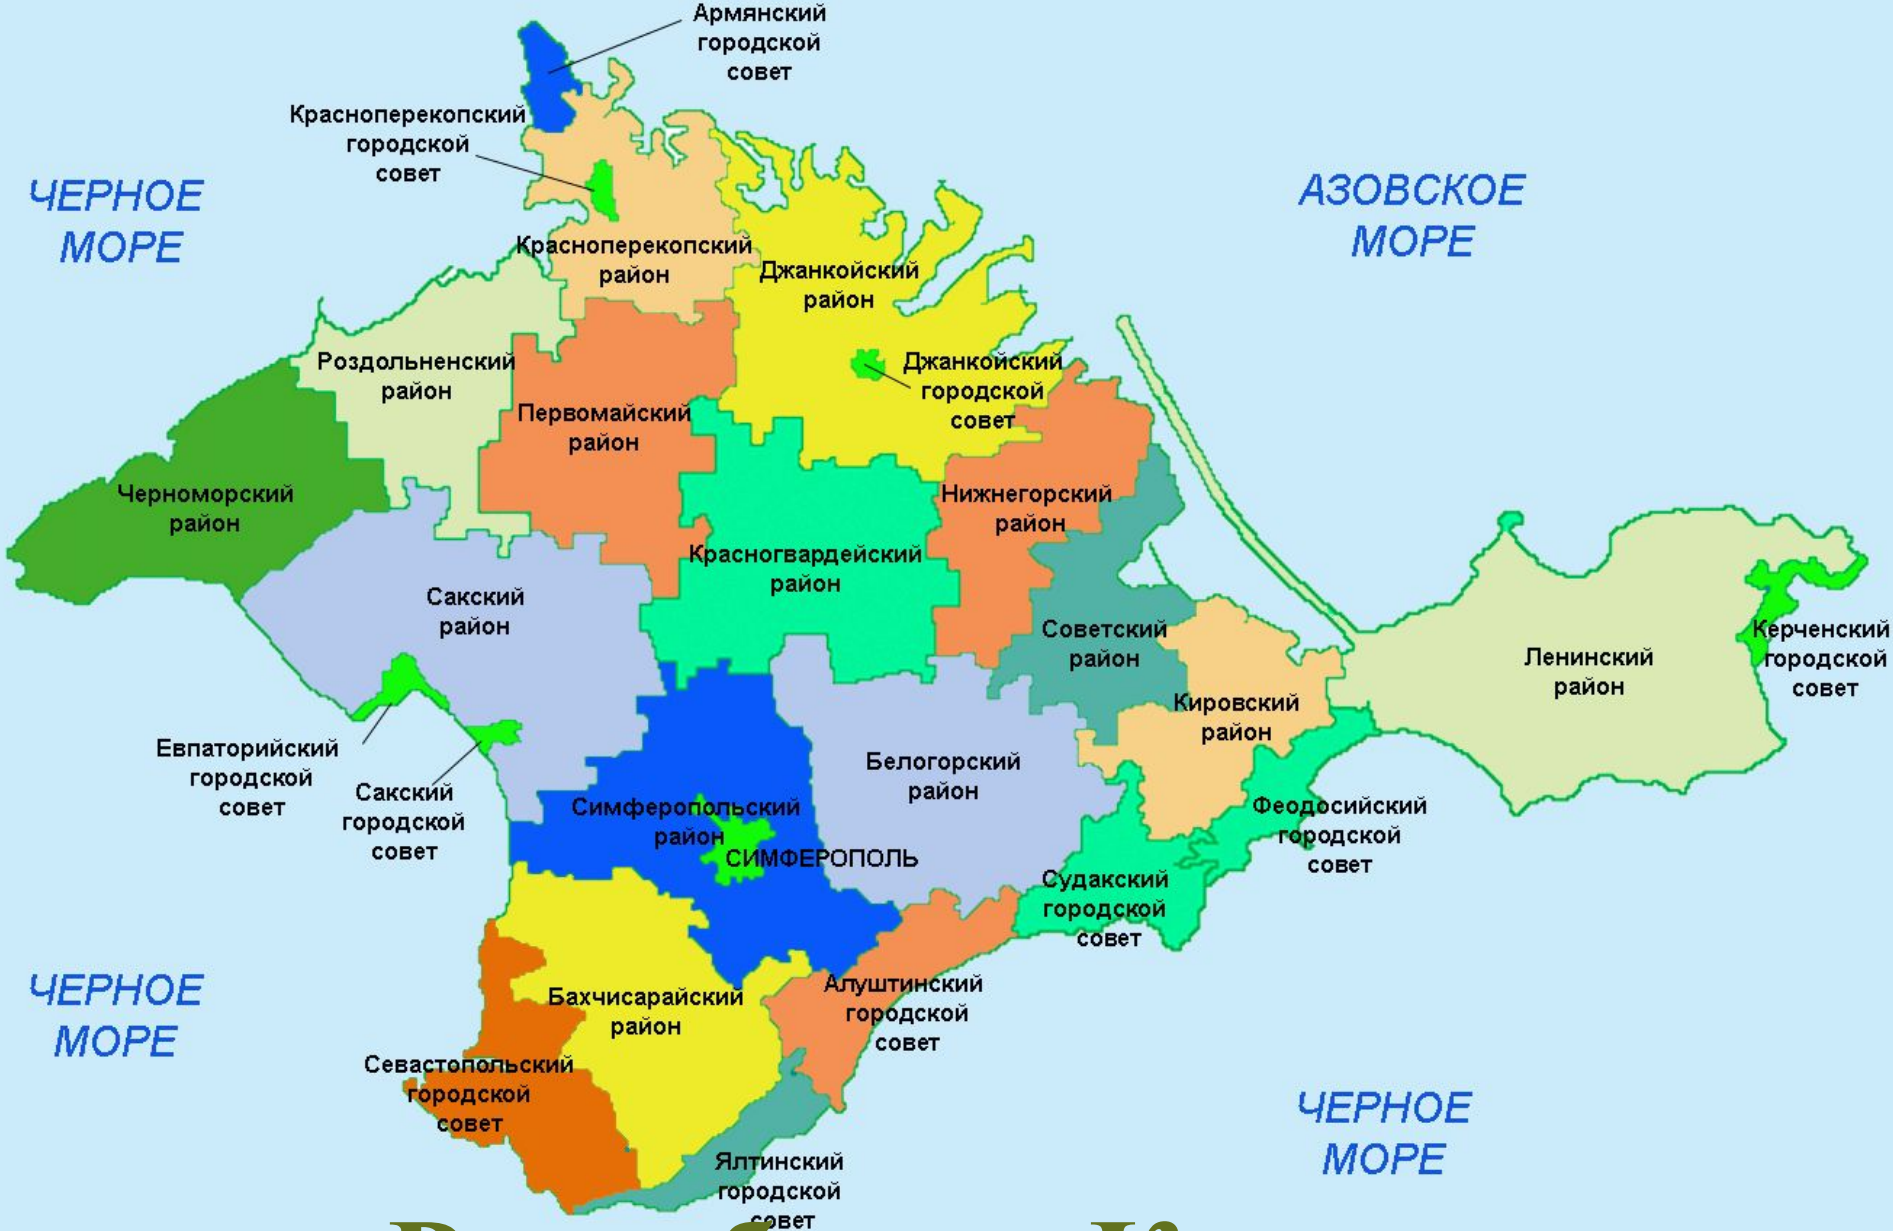 Армянский
городской
совет
Красноперекопский
городской
совет
ЧЕРНОЕ
МОРЕ
АЗОВСКОЕ
МОРЕ
Красноперекопский
район
Джанкойский
район
Роздольненский
район
Джанкойский
городской
совет
Первомайский
район
Черноморский
район
Нижнегорский
район
Красногвардейский
район
Сакский
район
Советский
район
Ленинский
район
Керченский
городской
совет
Кировский
район
Евпаторийский
городской
совет
Сакский
городской
совет
Белогорский
район
Симферопольский
район
СИМФЕРОПОЛЬ
Феодосийский
городской
совет
Судакский
городской
совет
ЧЕРНОЕ
МОРЕ
Бахчисарайский
район
Алуштинский
городской
совет
Севастопольский
городской
совет
ЧЕРНОЕ
МОРЕ
Ялтинский
городской
совет